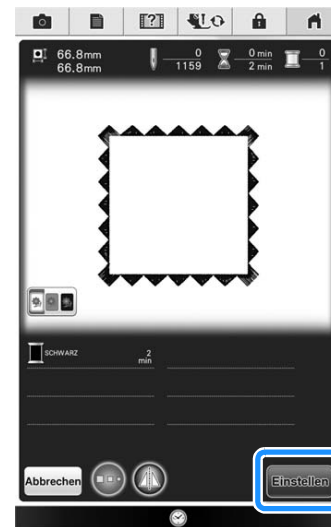 66.8mm 0 0 min 0
66.8mm 1159 2 min 1
SCHWARZ 2 min
Abbrechen Einstellen